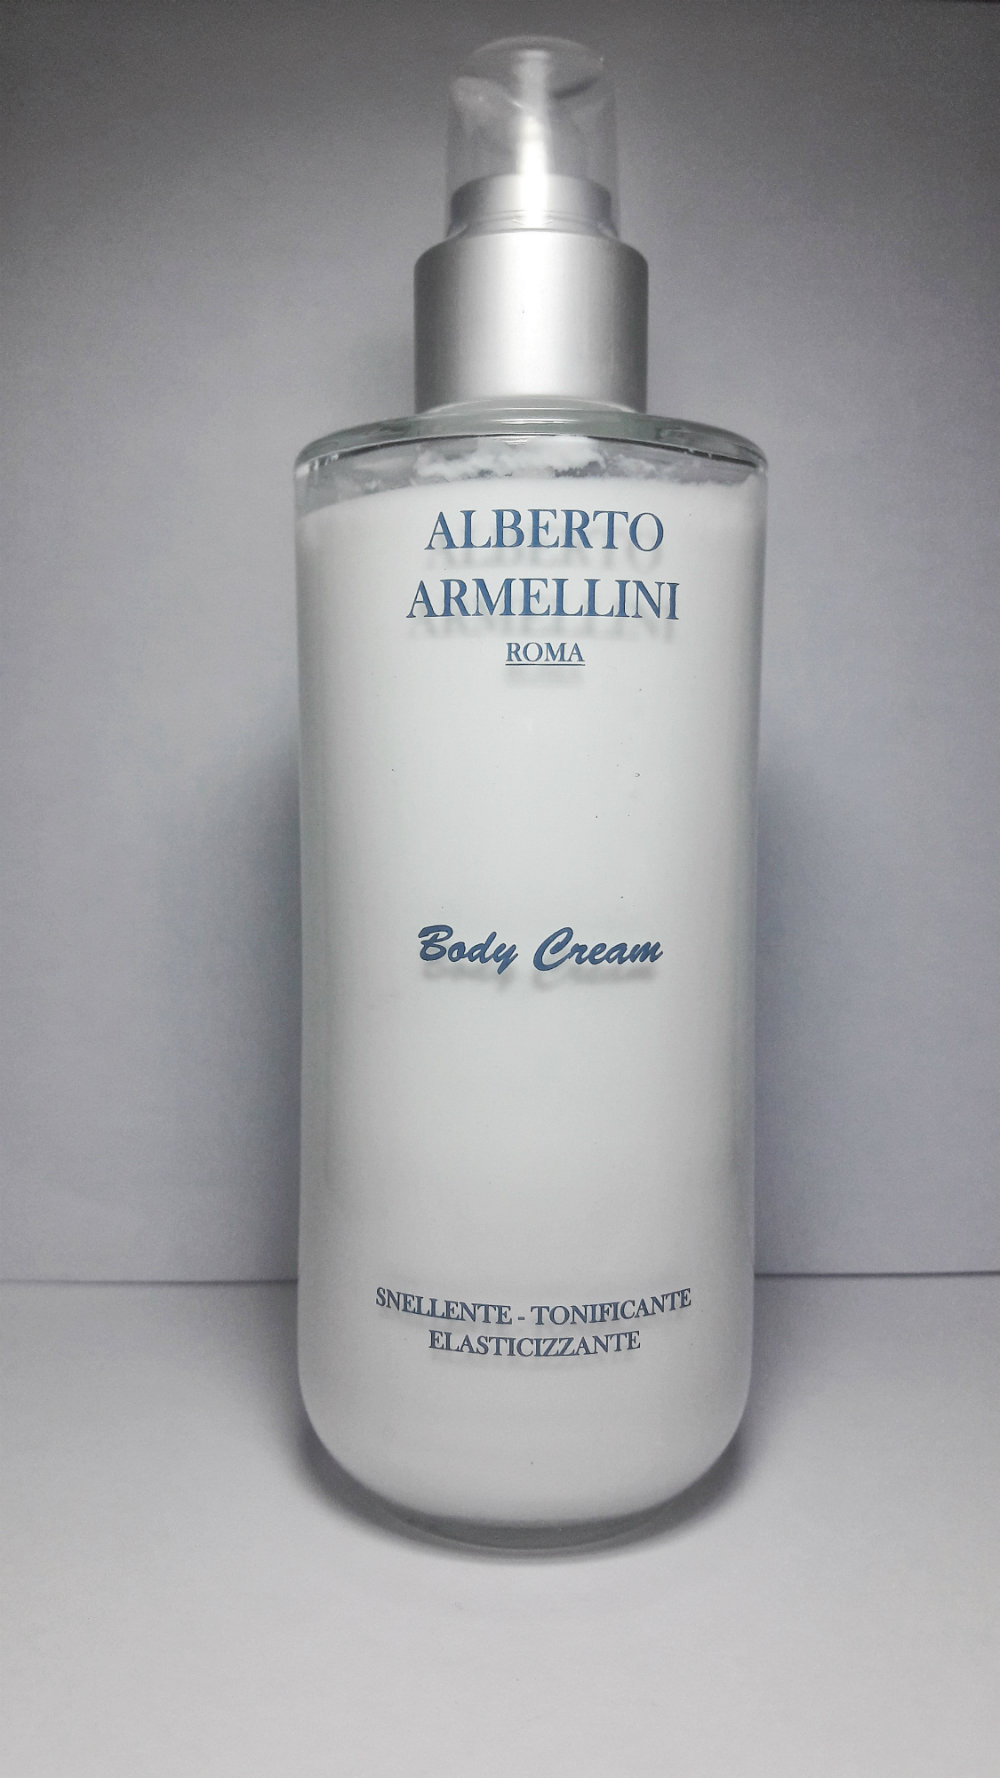 ALBERTO
ARMELLINI
ROMA
Body Cream
SNELLENTE - TONIFICANTE
ELASTICIZZANTE